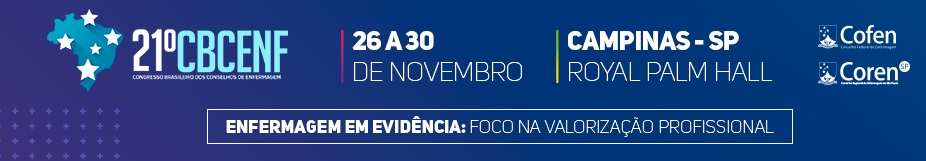 21ºCBCENF
CONGRESSO BRASILEIRO DOS CONSELHOS DE ENFERMAGEM
26 A 30
DE NOVEMBRO
CAMPINAS - SP
ROYAL PALM HALL
Cofen
Conselho Federal de Enfermagem
Coren SP
Conselho Regional de Enfermagem de São Paulo
ENFERMAGEM EM EVIDÊNCIA: FOCO NA VALORIZAÇÃO PROFISSIONAL